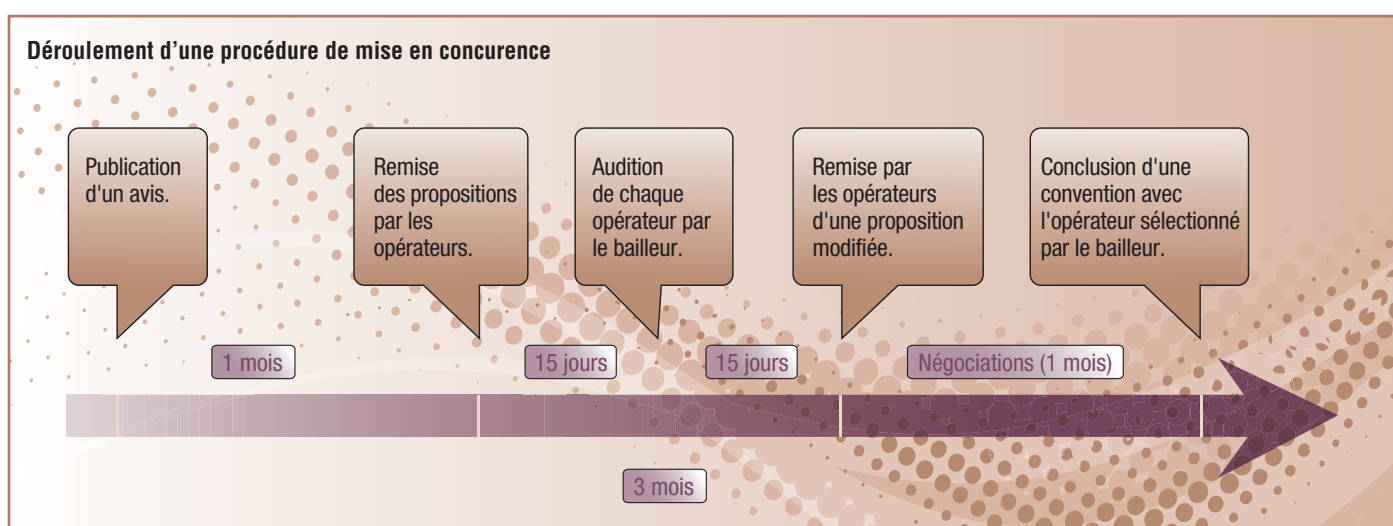 Déroulement d’une procédure de mise en concurence
Publication
d'un avis.
Remise
des propositions
par les
opérateurs.
Audition
de chaque
opérateur par
le bailleur.
Remise par
les opérateurs
d'une proposition
modifiée.
Conclusion d'une
convention avec
l'opérateur sélectionné
par le bailleur.
1 mois
15 jours
15 jours
Négociations (1 mois)
3 mois